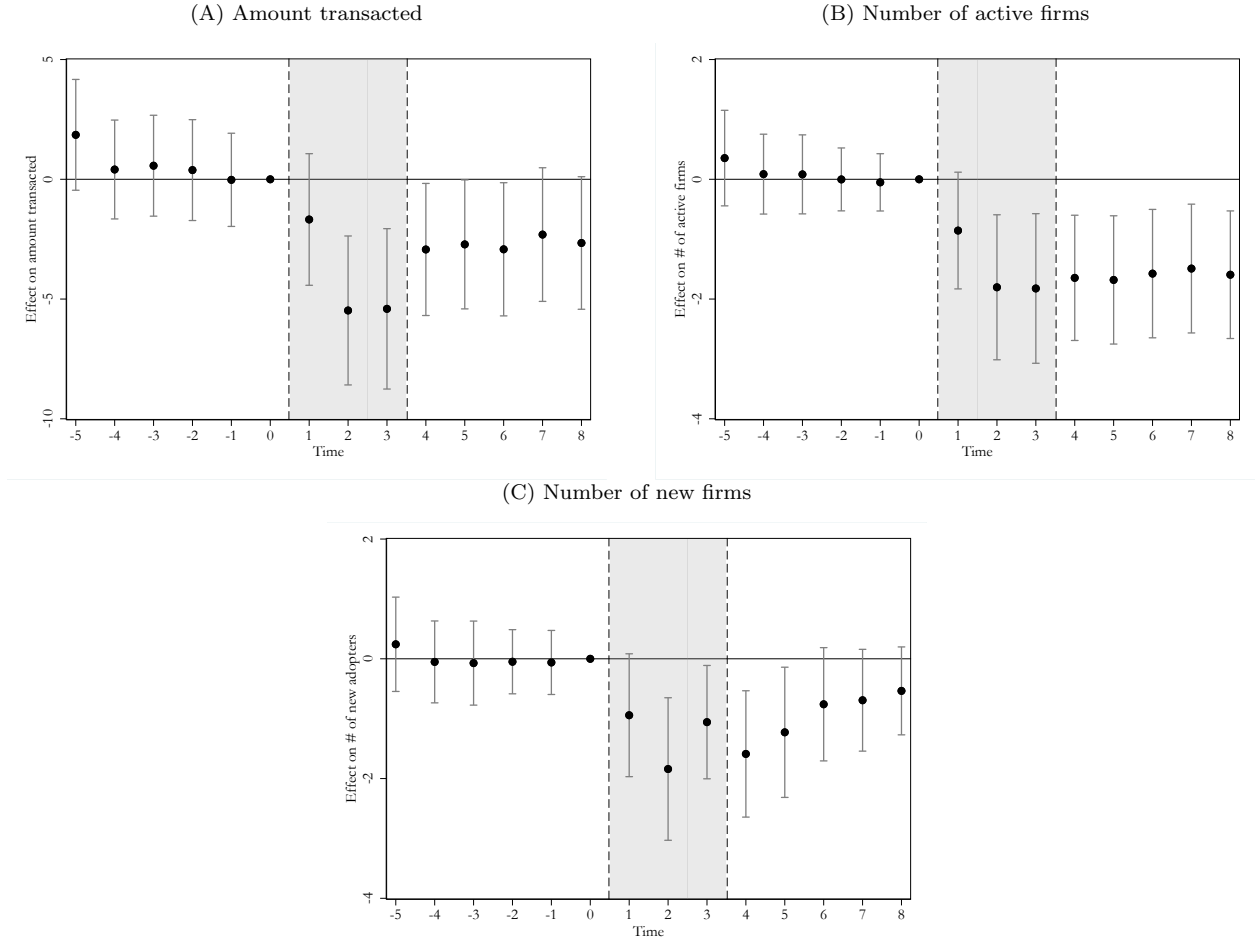 (A) Amount transacted
Effect on amount transacted
5
0
-5
-10
-5 -4 -3 -2 -1 0 1 2 3 4 5 6 7 8
Time
(B) Number of active firms
Effect on # of active firms
2
0
-2
-4
-5 -4 -3 -2 -1 0 1 2 3 4 5 6 7 8
Time
(C) Number of new firms
Effect on # of new adopters
2
0
-2
-4
-5 -4 -3 -2 -1 0 1 2 3 4 5 6 7 8
Time